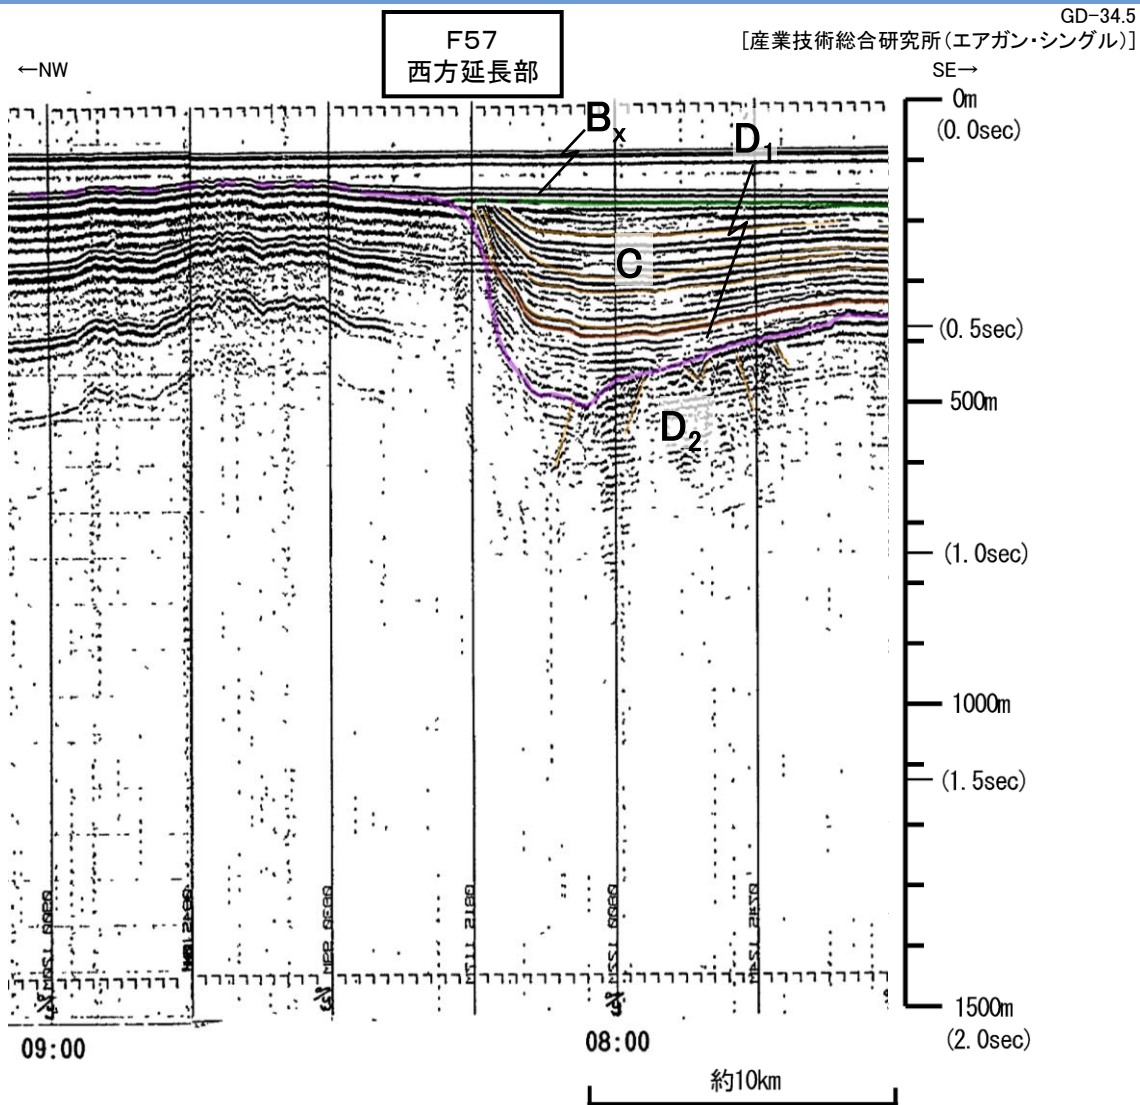 GD-34.5
[産業技術総合研究所(エアガン・シングル)]
F57
西方延長部
←NW
SE→
0m
(0.0sec)
Bx
D1
C
(0.5sec)
500m
D2
(1.0sec)
1000m
(1.5sec)
1500m
(2.0sec)
09:00
08:00
約10km